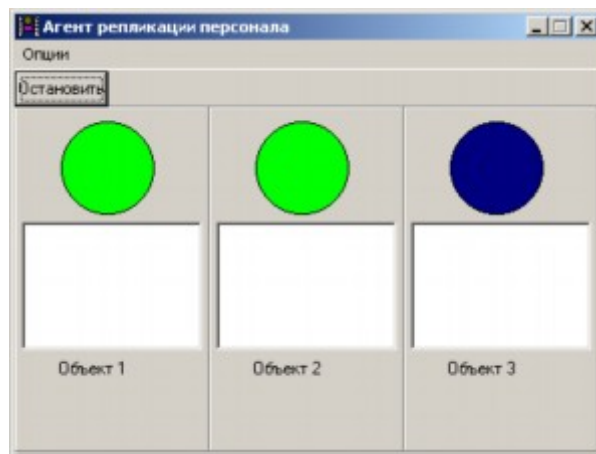 Агент репликации персонала
Опции
Остановить
Объект 1
Объект 2
Объект 3